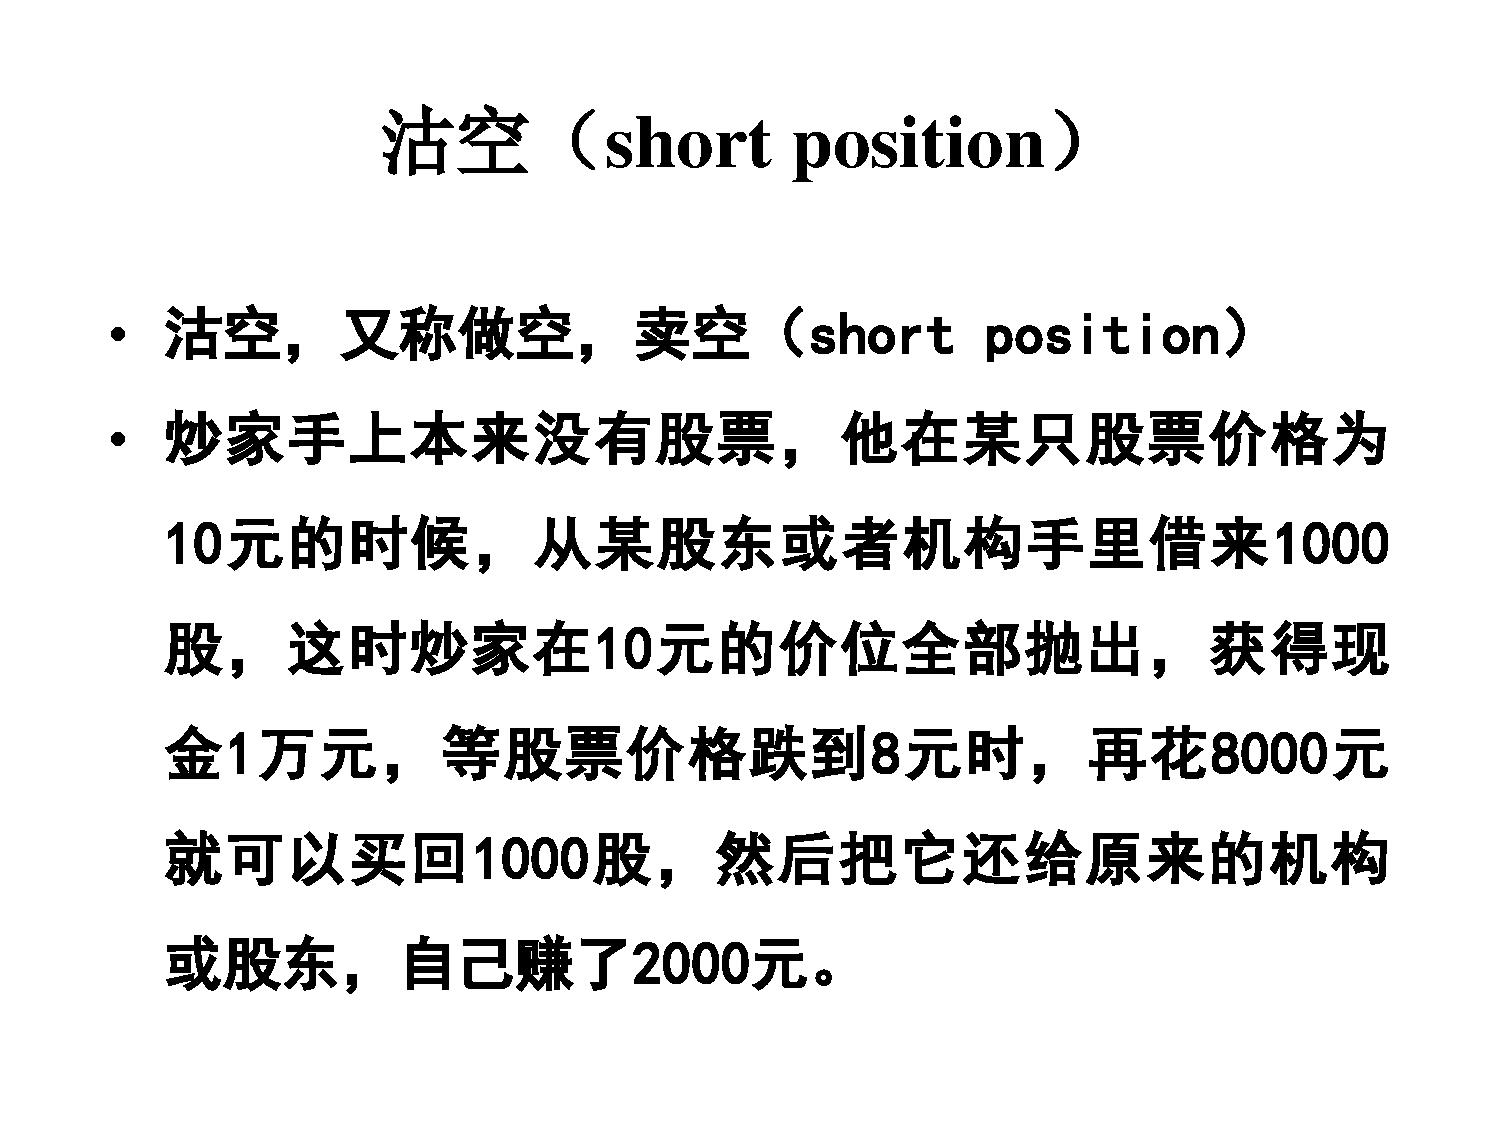 沽空（short position）
• 沽空，又称做空，卖空（short position）
• 炒家手上本来没有股票，他在某只股票价格为
10元的时候，从某股东或者机构手里借来1000
股，这时炒家在10元的价位全部抛出，获得现
金1万元，等股票价格跌到8元时，再花8000元
就可以买回1000股，然后把它还给原来的机构
或股东，自己赚了2000元。